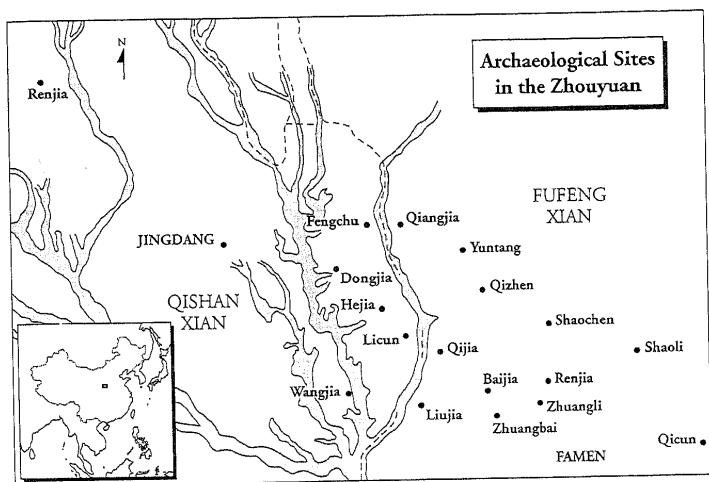 N
Archaeological Sites
in the Zhouyuan
Renjia
FUFENG
XIAN
Fengchu
Qiangjia
JINGDANG
Yuntang
Dongjia
Qizhen
QISHAN
XIAN
Hejia
Shaochen
Licun
Qijia
Shaoli
Wangjia
Baijia
Renjia
Liujia
Zhuangli
Zhuangbai
Qicun
FAMEN